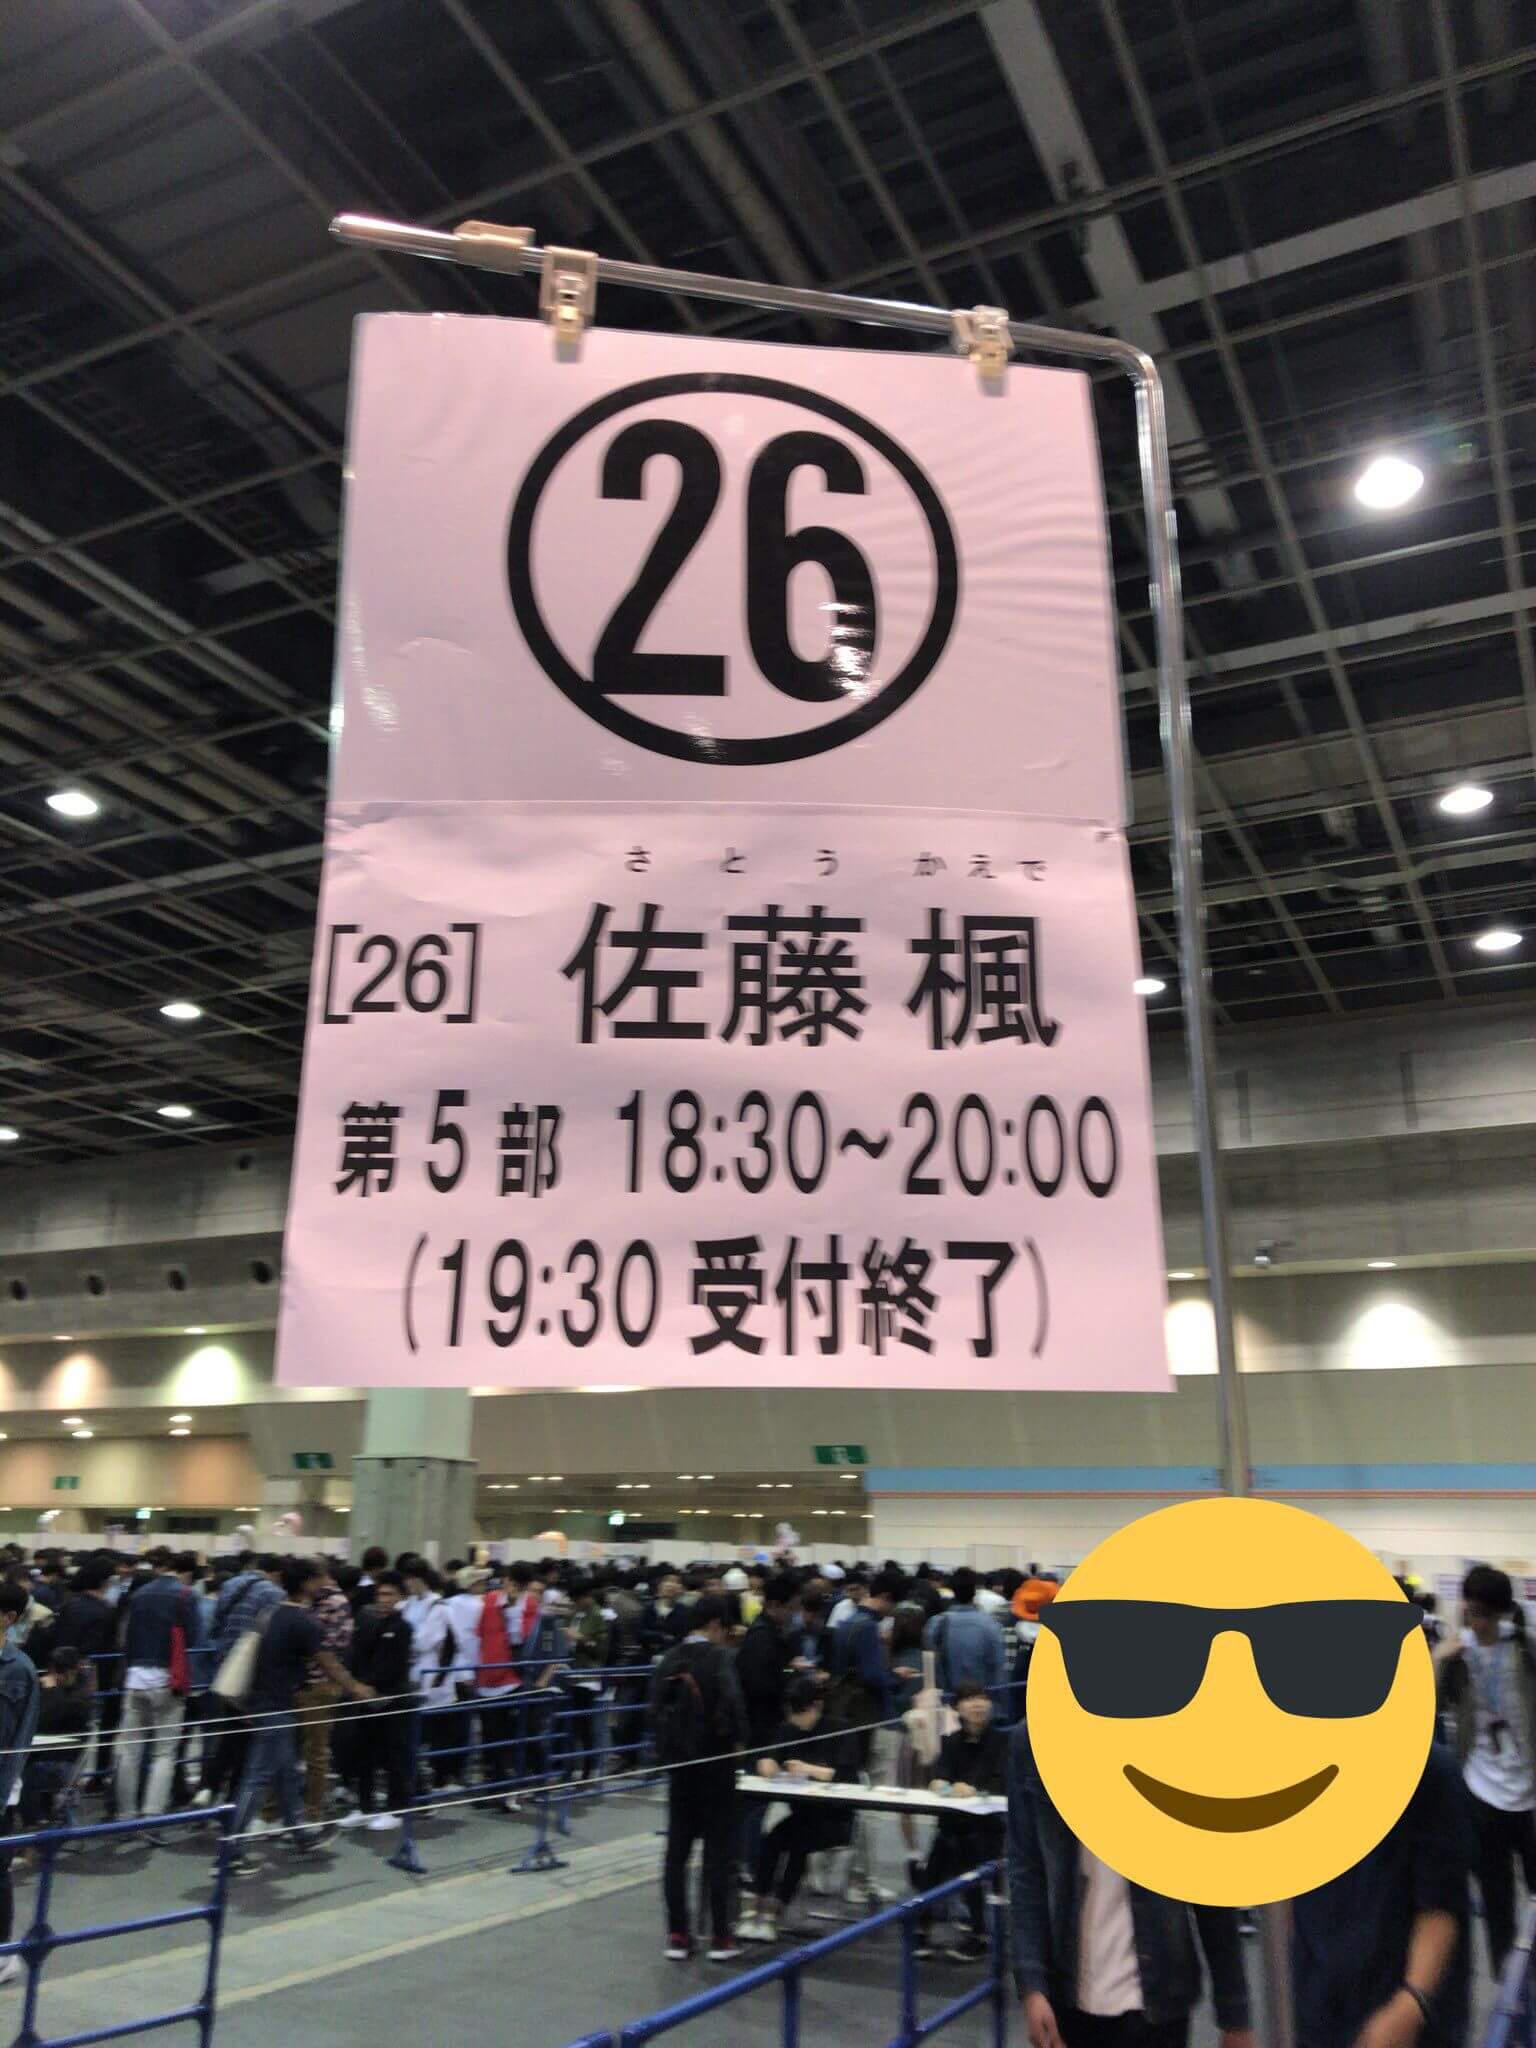 26
さとう かえで
[26] 佐藤 楓
第5部 18:30~20:00
(19:30 受付終了)